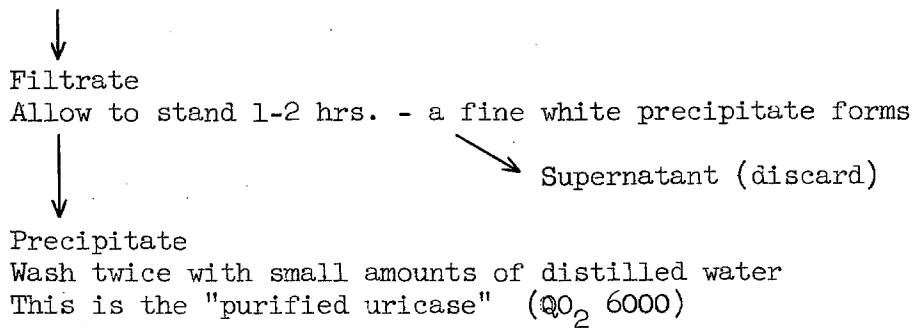 Filtrate
Allow to stand 1-2 hrs. - a fine white precipitate forms
Supernatant (discard)
Precipitate
Wash twice with small amounts of distilled water
This is the "purified uricase" (QO2 6000)